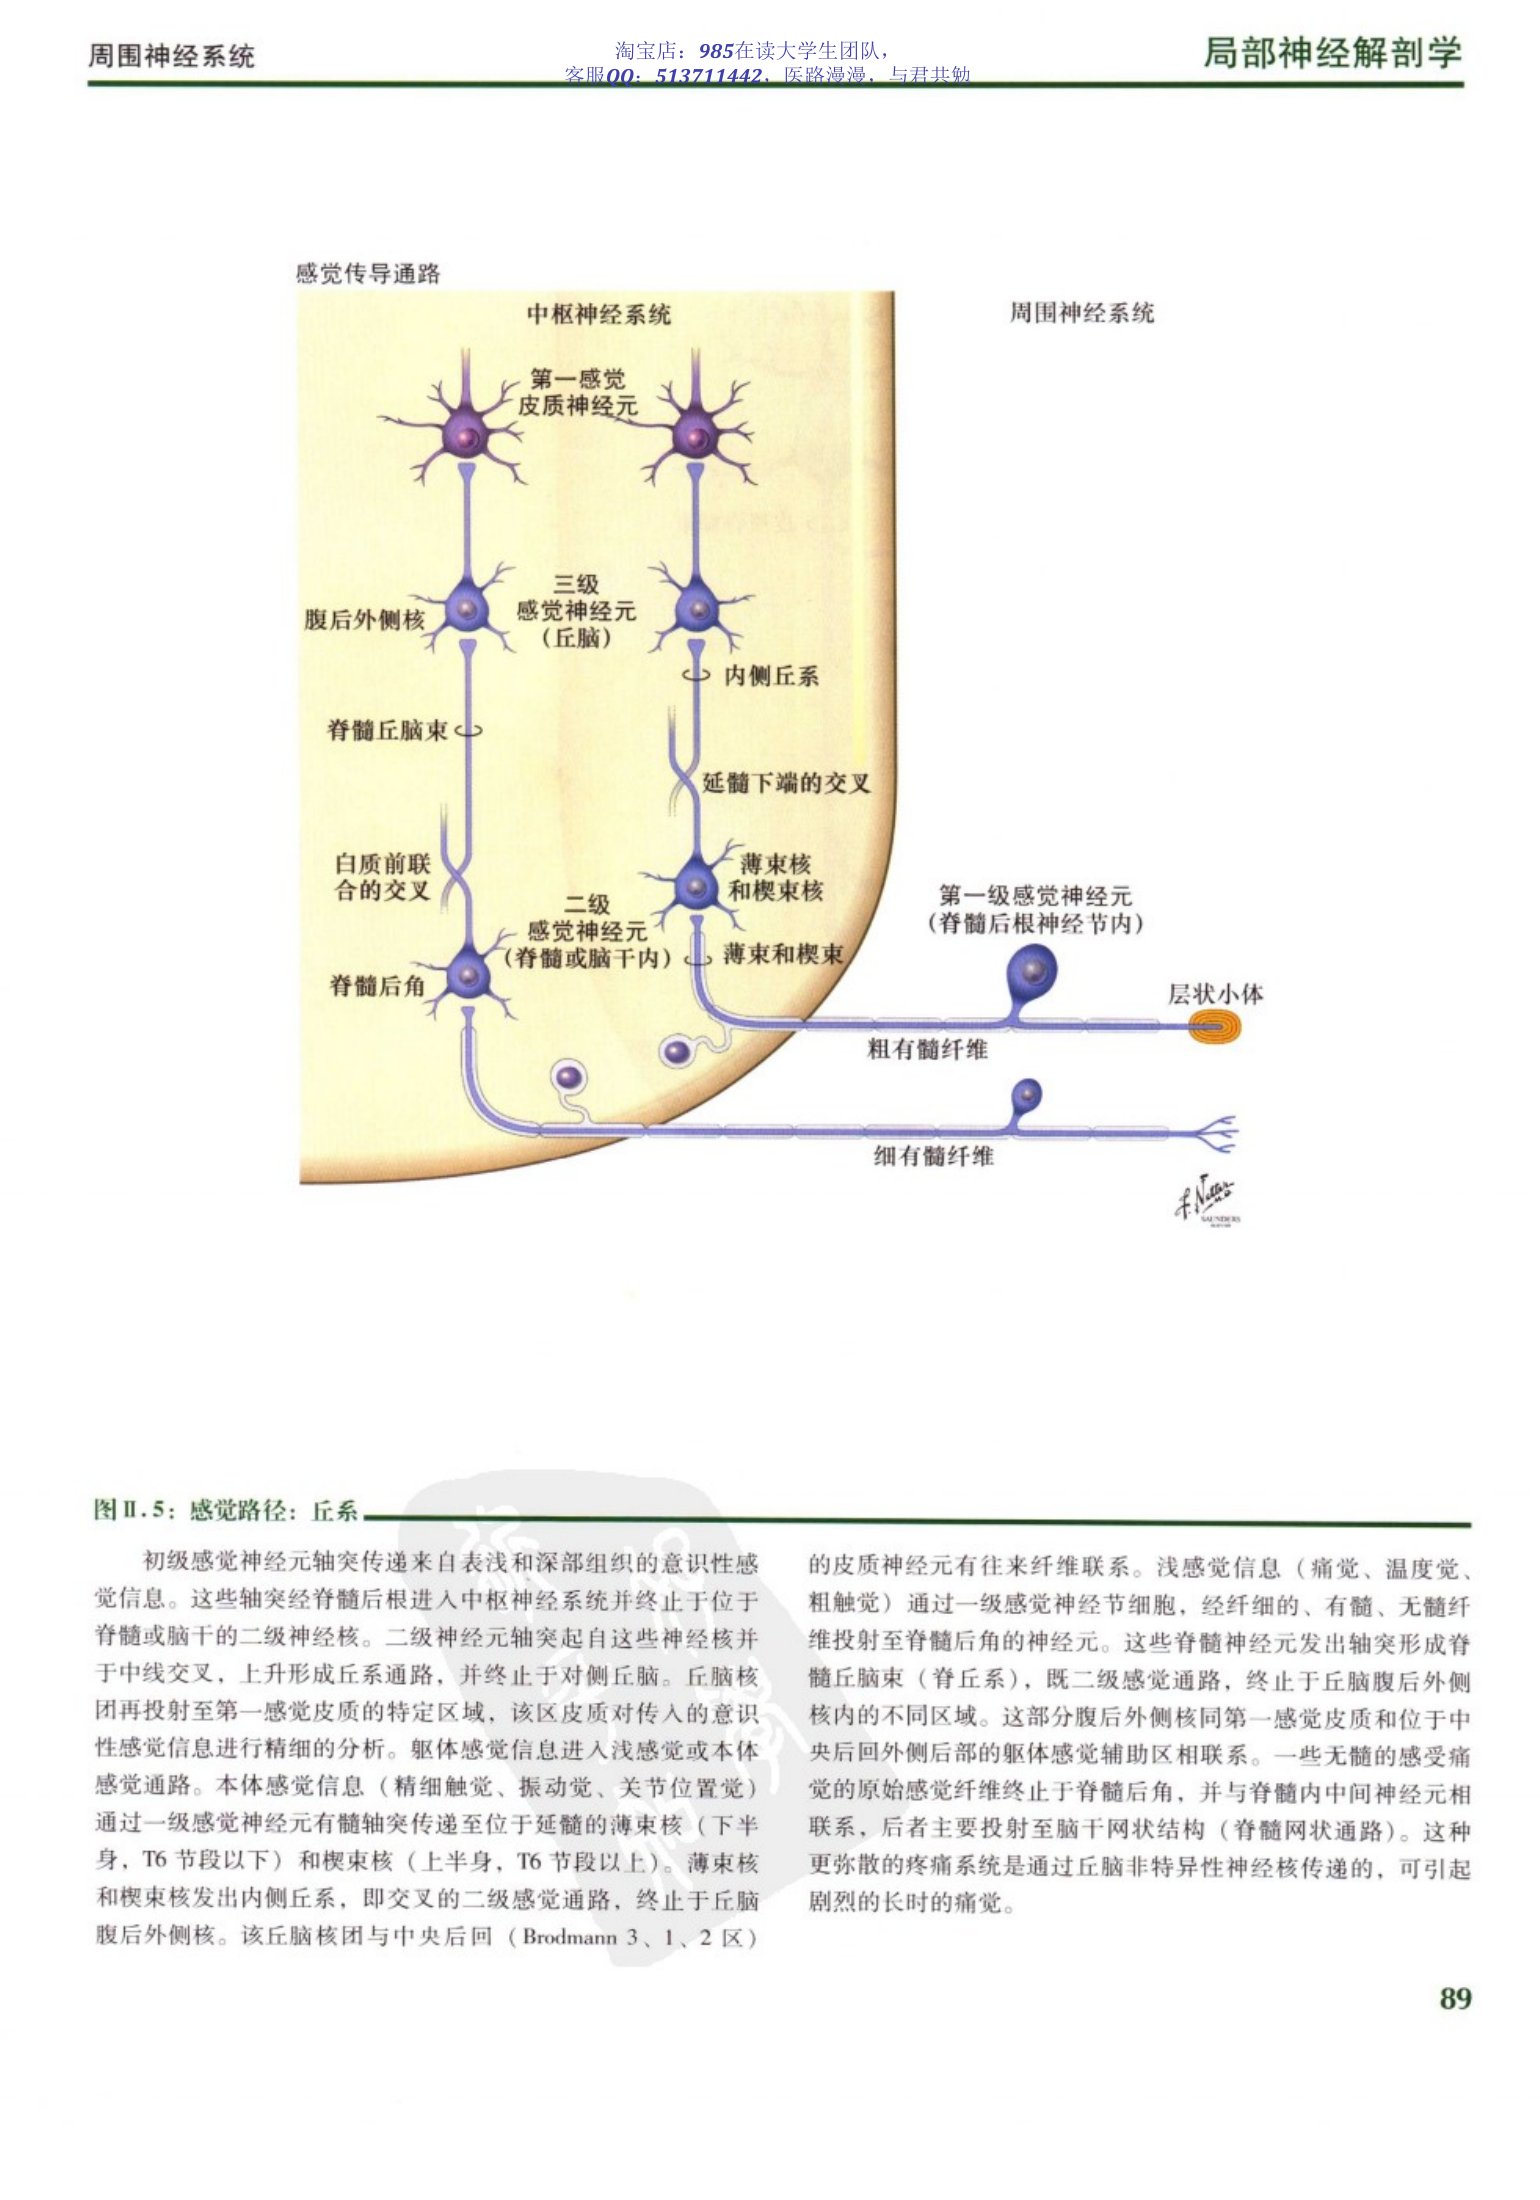 周围神经系统
淘宝店：985在读大学生团队，
客服QQ：513711442，医路漫漫，与君共勉
局部神经解剖学
感觉传导通路
中枢神经系统
周围神经系统
第一感觉
皮质神经元
三级
感觉神经元
（丘脑）
腹后外侧核
内侧丘系
脊髓丘脑束
延髓下端的交叉
白质前联
合的交叉
薄束核
和楔束核
二级
感觉神经元
（脊髓或脑干内）
第一级感觉神经元
（脊髓后根神经节内）
薄束和楔束
脊髓后角
层状小体
粗有髓纤维
细有髓纤维
F. Netter
SAUNDERS
图Ⅱ.5：感觉路径：丘系
初级感觉神经元轴突传递来自表浅和深部组织的意识性感
觉信息。这些轴突经脊髓后根进入中枢神经系统并终止于位于
脊髓或脑干的二级神经核。二级神经元轴突起自这些神经核并
于中线交叉，上升形成丘系通路，并终止于对侧丘脑。丘脑核
团再投射至第一感觉皮质的特定区域，该区皮质对传入的意识
性感觉信息进行精细的分析。躯体感觉信息进入浅感觉或本体
感觉通路。本体感觉信息（精细触觉、振动觉、关节位置觉）
通过一级感觉神经元有髓轴突传递至位于延髓的薄束核（下半
身，T6 节段以下）和楔束核（上半身，T6 节段以上）。薄束核
和楔束核发出内侧丘系，即交叉的二级感觉通路，终止于丘脑
腹后外侧核。该丘脑核团与中央后回（Brodmann 3、1、2 区）
的皮质神经元有往来纤维联系。浅感觉信息（痛觉、温度觉、
粗触觉）通过一级感觉神经节细胞，经纤细的、有髓、无髓纤
维投射至脊髓后角的神经元。这些脊髓神经元发出轴突形成脊
髓丘脑束（脊丘系），既二级感觉通路，终止于丘脑腹后外侧
核内的不同区域。这部分腹后外侧核同第一感觉皮质和位于中
央后回外侧后部的躯体感觉辅助区相联系。一些无髓的感受痛
觉的原始感觉纤维终止于脊髓后角，并与脊髓内中间神经元相
联系，后者主要投射至脑干网状结构（脊髓网状通路）。这种
更弥散的疼痛系统是通过丘脑非特异性神经核传递的，可引起
剧烈的长时的痛觉。
89